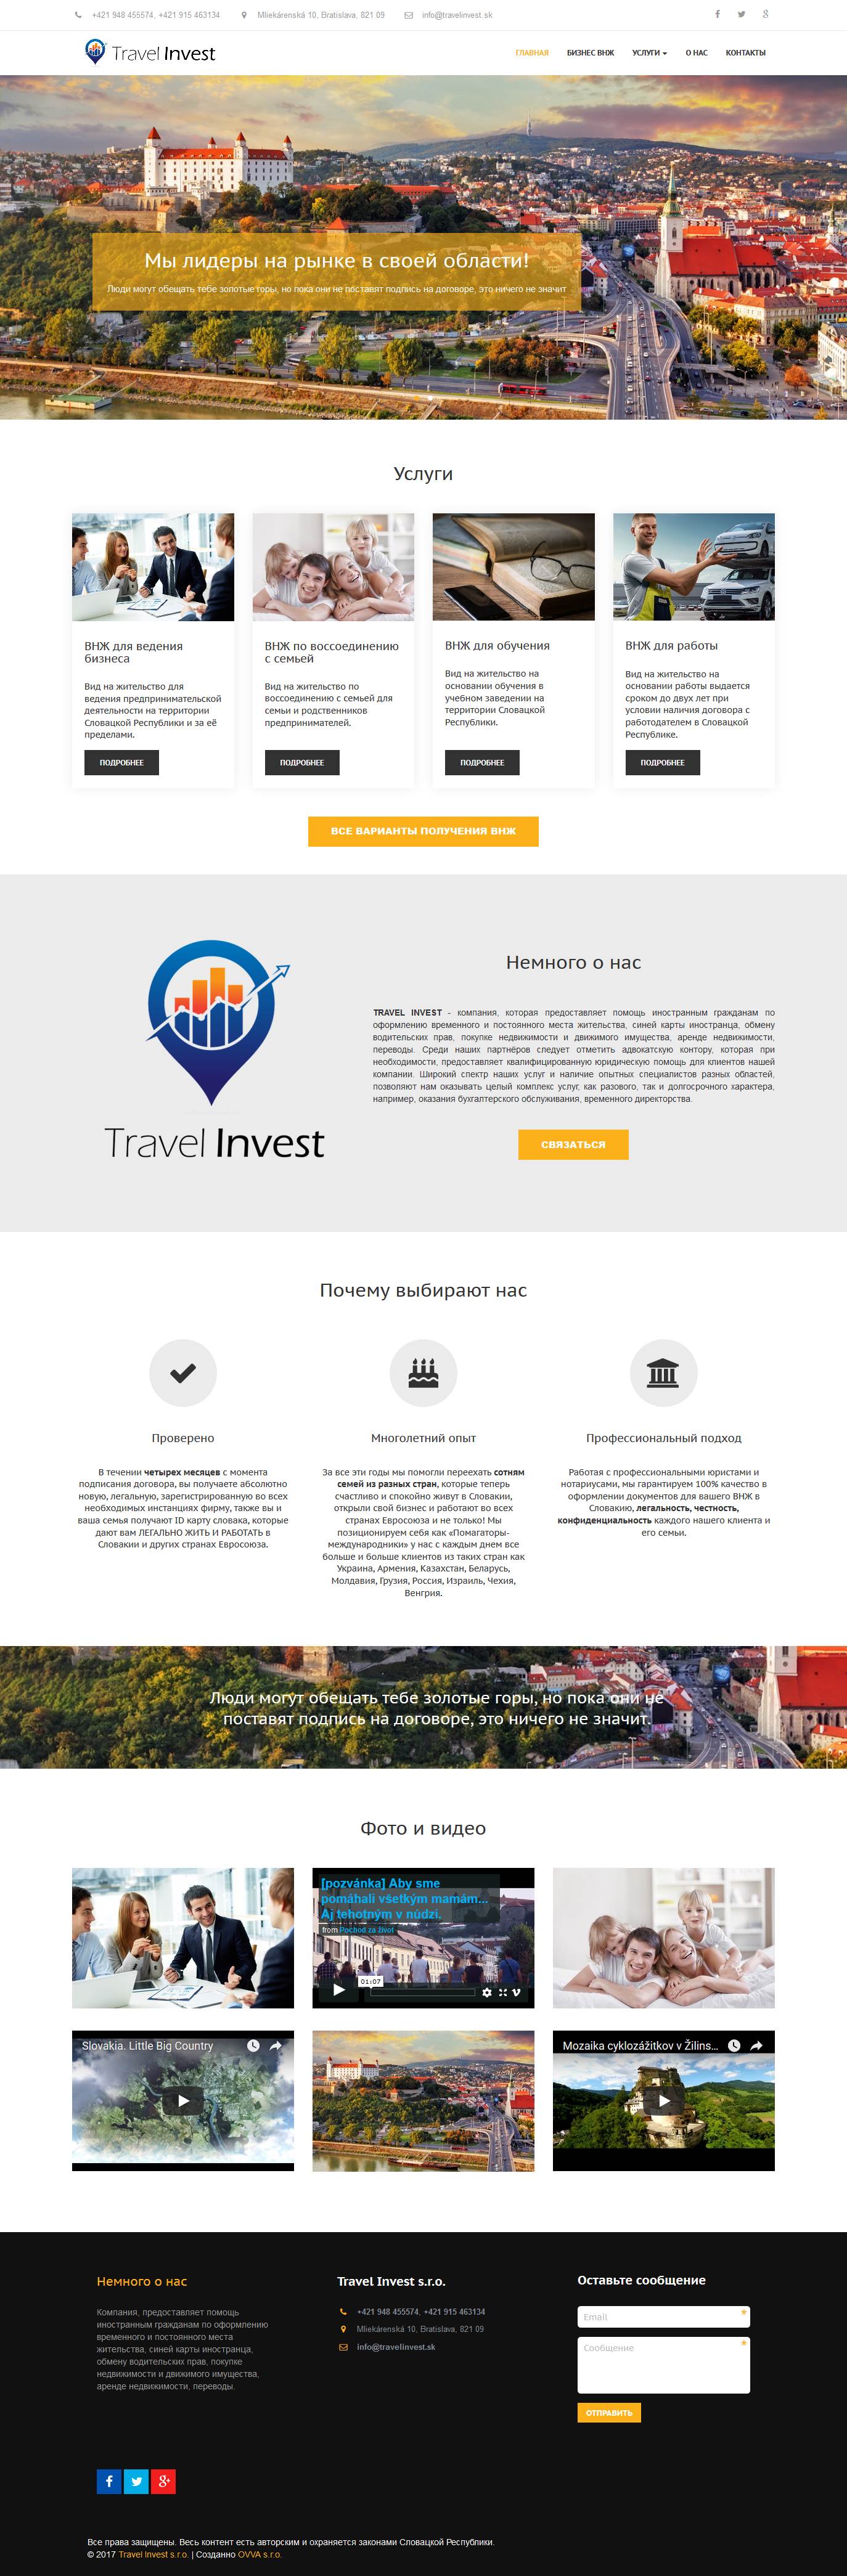 +421 948 455574, +421 915 463134
Mliekárenská 10, Bratislava, 821 09
info@travelinvest.sk
Travel Invest
ГЛАВНАЯ
БИЗНЕС ВНЖ
УСЛУГИ
О НАС
КОНТАКТЫ
Мы лидеры на рынке в своей области!
Люди могут обещать тебе золотые горы, но пока они не поставят подпись на договоре, это ничего не значит
Услуги
ВНЖ для ведения
бизнеса
Вид на жительство для
ведения предпринимательской
деятельности на территории
Словацкой Республики и за её
пределами.
ПОДРОБНЕЕ
ВНЖ по воссоединению
с семьей
Вид на жительство по
воссоединению с семьей для
семьи и родственников
предпринимателей.
ПОДРОБНЕЕ
ВНЖ для обучения
Вид на жительство на
основании обучения в
учебном заведении на
территории Словацкой
Республики.
ПОДРОБНЕЕ
ВНЖ для работы
Вид на жительство на
основании работы выдается
сроком до двух лет при
условии наличия договора с
работодателем в Словацкой
Республике.
ПОДРОБНЕЕ
ВСЕ ВАРИАНТЫ ПОЛУЧЕНИЯ ВНЖ
Travel Invest
Немного о нас
TRAVEL INVEST - компания, которая предоставляет помощь иностранным гражданам по
оформлению временного и постоянного места жительства, синей карты иностранца, обмену
водительских прав, покупке недвижимости и движимого имущества, аренде недвижимости,
переводы. Среди наших партнёров следует отметить адвокатскую контору, которая при
необходимости, предоставляет квалифицированную юридическую помощь для клиентов нашей
компании. Широкий спектр наших услуг и наличие опытных специалистов разных областей,
позволяют нам оказывать целый комплекс услуг, как разового, так и долгосрочного характера,
например, оказания бухгалтерского обслуживания, временного директорства.
СВЯЗАТЬСЯ
Почему выбирают нас
Проверено
В течении четырех месяцев с момента
подписания договора, вы получаете абсолютно
новую, легальную, зарегистрированную во всех
необходимых инстанциях фирму, также вы и
ваша семья получают ID карту словака, которые
дают вам ЛЕГАЛЬНО ЖИТЬ И РАБОТАТЬ в
Словакии и других странах Евросоюза.
Многолетний опыт
За все эти годы мы помогли переехать сотням
семей из разных стран, которые теперь
счастливо и спокойно живут в Словакии,
открыли свой бизнес и работают во всех
странах Евросоюза и не только! Мы
позиционируем себя как «Помагаторы-
международники» у нас с каждым днем все
больше и больше клиентов из таких стран как
Украина, Армения, Казахстан, Беларусь,
Молдавия, Грузия, Россия, Израиль, Чехия,
Венгрия.
Профессиональный подход
Работая с профессиональными юристами и
нотариусами, мы гарантируем 100% качество в
оформлении документов для вашего ВНЖ в
Словакию, легальность, честность,
конфиденциальность каждого нашего клиента и
его семьи.
Люди могут обещать тебе золотые горы, но пока они не
поставят подпись на договоре, это ничего не значит.
Фото и видео
[pozvánka] Aby sme
pomáhali všetkým mamám...
Aj tehotným v núdzi.
from Pochod za život
01:07
Slovakia. Little Big Country
Mozaika cyklozážitkov v Žilins...
Немного о нас
Компания, предоставляет помощь
иностранным гражданам по оформлению
временного и постоянного места
жительства, синей карты иностранца,
обмену водительских прав, покупке
недвижимости и движимого имущества,
аренде недвижимости, переводы.
Travel Invest s.r.o.
+421 948 455574, +421 915 463134
Mliekárenská 10, Bratislava, 821 09
info@travelinvest.sk
Оставьте сообщение
Email
*
Сообщение
*
ОТПРАВИТЬ
Все права защищены. Весь контент есть авторским и охраняется законами Словацкой Республики.
© 2017 Travel Invest s.r.o. | Созданно OVVA s.r.o.